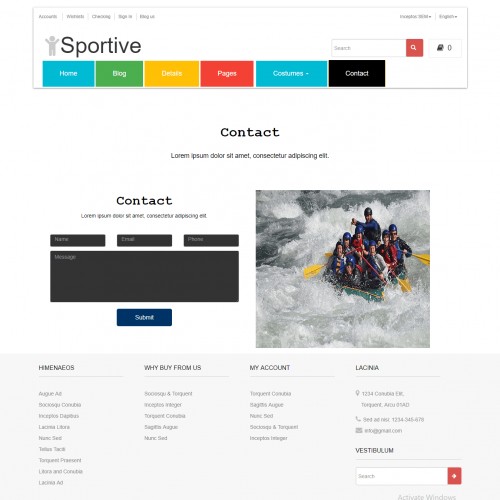 Accounts Wishlists Checking Sign In Blog us
Inceptos $$$€ English
Sportive
Search
0
Home Blog Details Pages Costumes Contact
Contact
Lorem ipsum dolor sit amet, consectetur adipiscing elit.
Contact
Lorem ipsum dolor sit amet, consectetur adipiscing elit.
Name Email Phone
Message
Submit
HIMENAEOS
Augue Ad
Sociosqu Conubia
Inceptos Dapibus
Lacinia Litora
Nunc Sed
Tellus Taciti
Torquent Praesent
Litora and Conubia
Lacinia Ad
WHY BUY FROM US
Sociosqu & Torquent
Inceptos Integer
Torquent Conubia
Sagittis Augue
Nunc Sed
MY ACCOUNT
Torquent Conubia
Sagittis Augue
Nunc Sed
Sociosqu & Torquent
Inceptos Integer
LACINIA
1234 Conubia Elit,
Torquent, Arcu 01AD
Sed ad nisl: 1234-340-676
info@gmail.com
VESTIBULUM
Search
Activate Windows